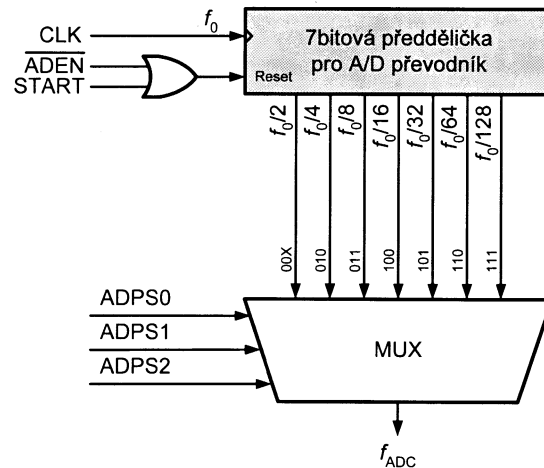 CLK
f0
ADEN
START
Reset
7bitová předdělička
pro A/D převodník
f0/2
f0/4
f0/8
f0/16
f0/32
f0/64
f0/128
00X
010
011
100
101
110
111
ADPS0
ADPS1
ADPS2
MUX
fADC